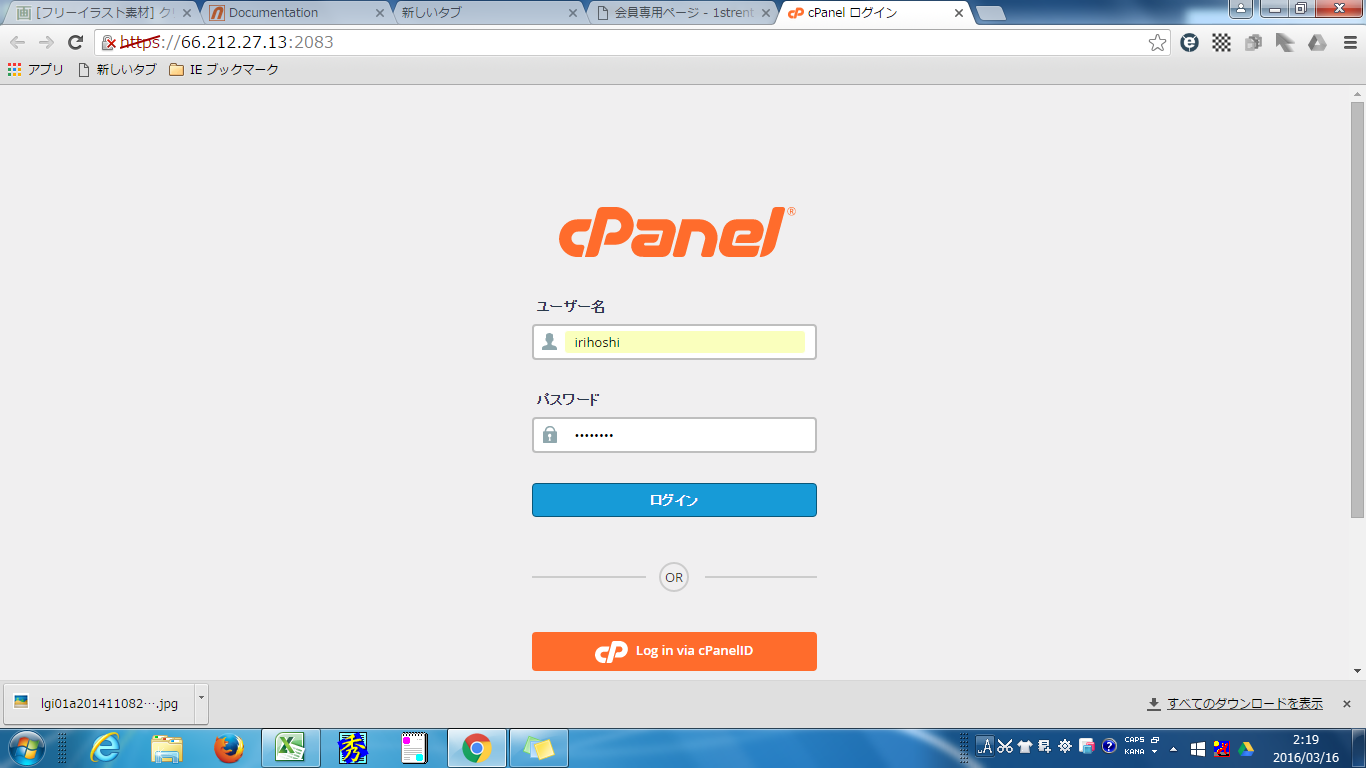 [フリーイラスト素材] ク
Documentation
新しいタブ
会員専用ページ - 1strent
cPanel ログイン
https://66.212.27.13:2083
アプリ
新しいタブ
IE ブックマーク
cPanel®
ユーザー名
irihoshi
パスワード
••••••••
ログイン
OR
cP Log in via cPanelID
lgi01a201411082….jpg
すべてのダウンロードを表示
秀
A
CAPS
KANA
2:19
2016/03/16